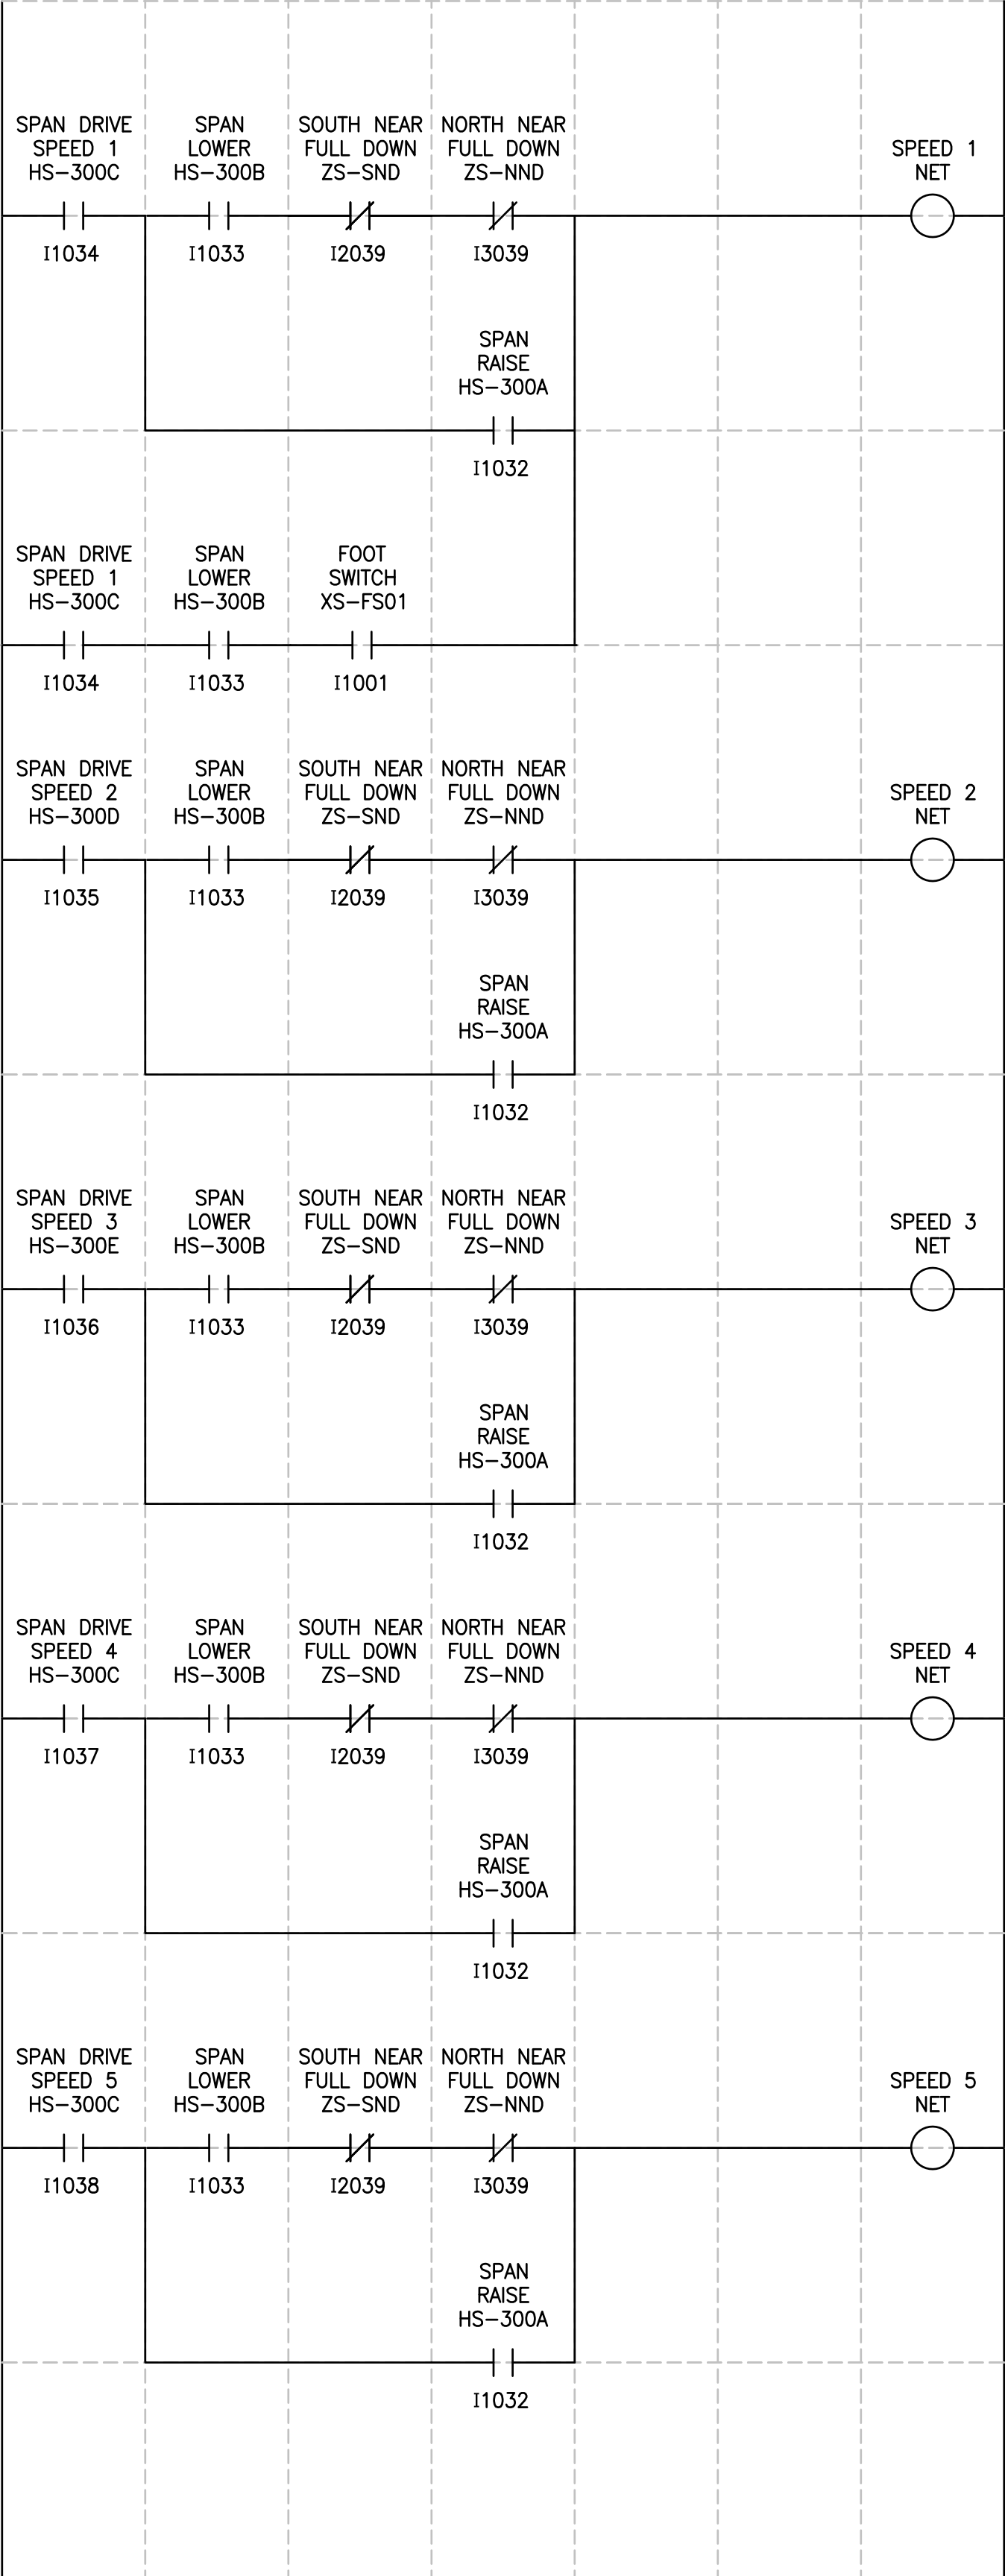 SPAN DRIVE
SPEED 1
HS-300C
SPAN
LOWER
HS-300B
SOUTH NEAR
FULL DOWN
ZS-SND
NORTH NEAR
FULL DOWN
ZS-NND
SPEED 1
NET
I1034
I1033
I2039
I3039
SPAN
RAISE
HS-300A
I1032
SPAN DRIVE
SPEED 1
HS-300C
SPAN
LOWER
HS-300B
FOOT
SWITCH
XS-FS01
I1034
I1033
I1001
SPAN DRIVE
SPEED 2
HS-300D
SPAN
LOWER
HS-300B
SOUTH NEAR
FULL DOWN
ZS-SND
NORTH NEAR
FULL DOWN
ZS-NND
SPEED 2
NET
I1035
I1033
I2039
I3039
SPAN
RAISE
HS-300A
I1032
SPAN DRIVE
SPEED 3
HS-300E
SPAN
LOWER
HS-300B
SOUTH NEAR
FULL DOWN
ZS-SND
NORTH NEAR
FULL DOWN
ZS-NND
SPEED 3
NET
I1036
I1033
I2039
I3039
SPAN
RAISE
HS-300A
I1032
SPAN DRIVE
SPEED 4
HS-300C
SPAN
LOWER
HS-300B
SOUTH NEAR
FULL DOWN
ZS-SND
NORTH NEAR
FULL DOWN
ZS-NND
SPEED 4
NET
I1037
I1033
I2039
I3039
SPAN
RAISE
HS-300A
I1032
SPAN DRIVE
SPEED 5
HS-300C
SPAN
LOWER
HS-300B
SOUTH NEAR
FULL DOWN
ZS-SND
NORTH NEAR
FULL DOWN
ZS-NND
SPEED 5
NET
I1038
I1033
I2039
I3039
SPAN
RAISE
HS-300A
I1032